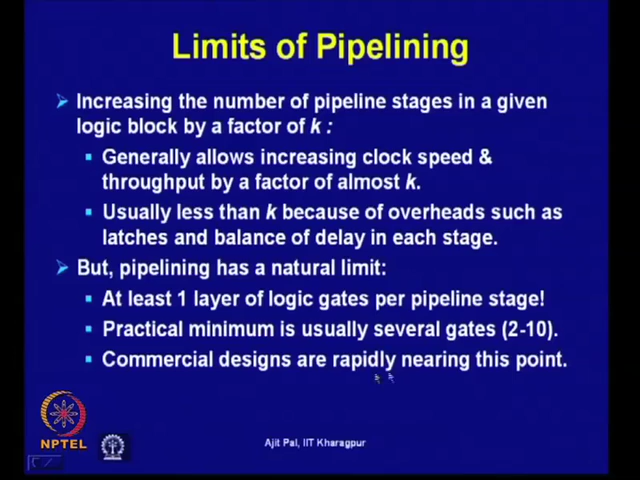 Limits of Pipelining
Increasing the number of pipeline stages in a given
logic block by a factor of k :
Generally allows increasing clock speed &
throughput by a factor of almost k.
Usually less than k because of overheads such as
latches and balance of delay in each stage.
But, pipelining has a natural limit:
At least 1 layer of logic gates per pipeline stage!
Practical minimum is usually several gates (2-10).
Commercial designs are rapidly nearing this point.
NPTEL
Ajit Pal, IIT Kharagpur